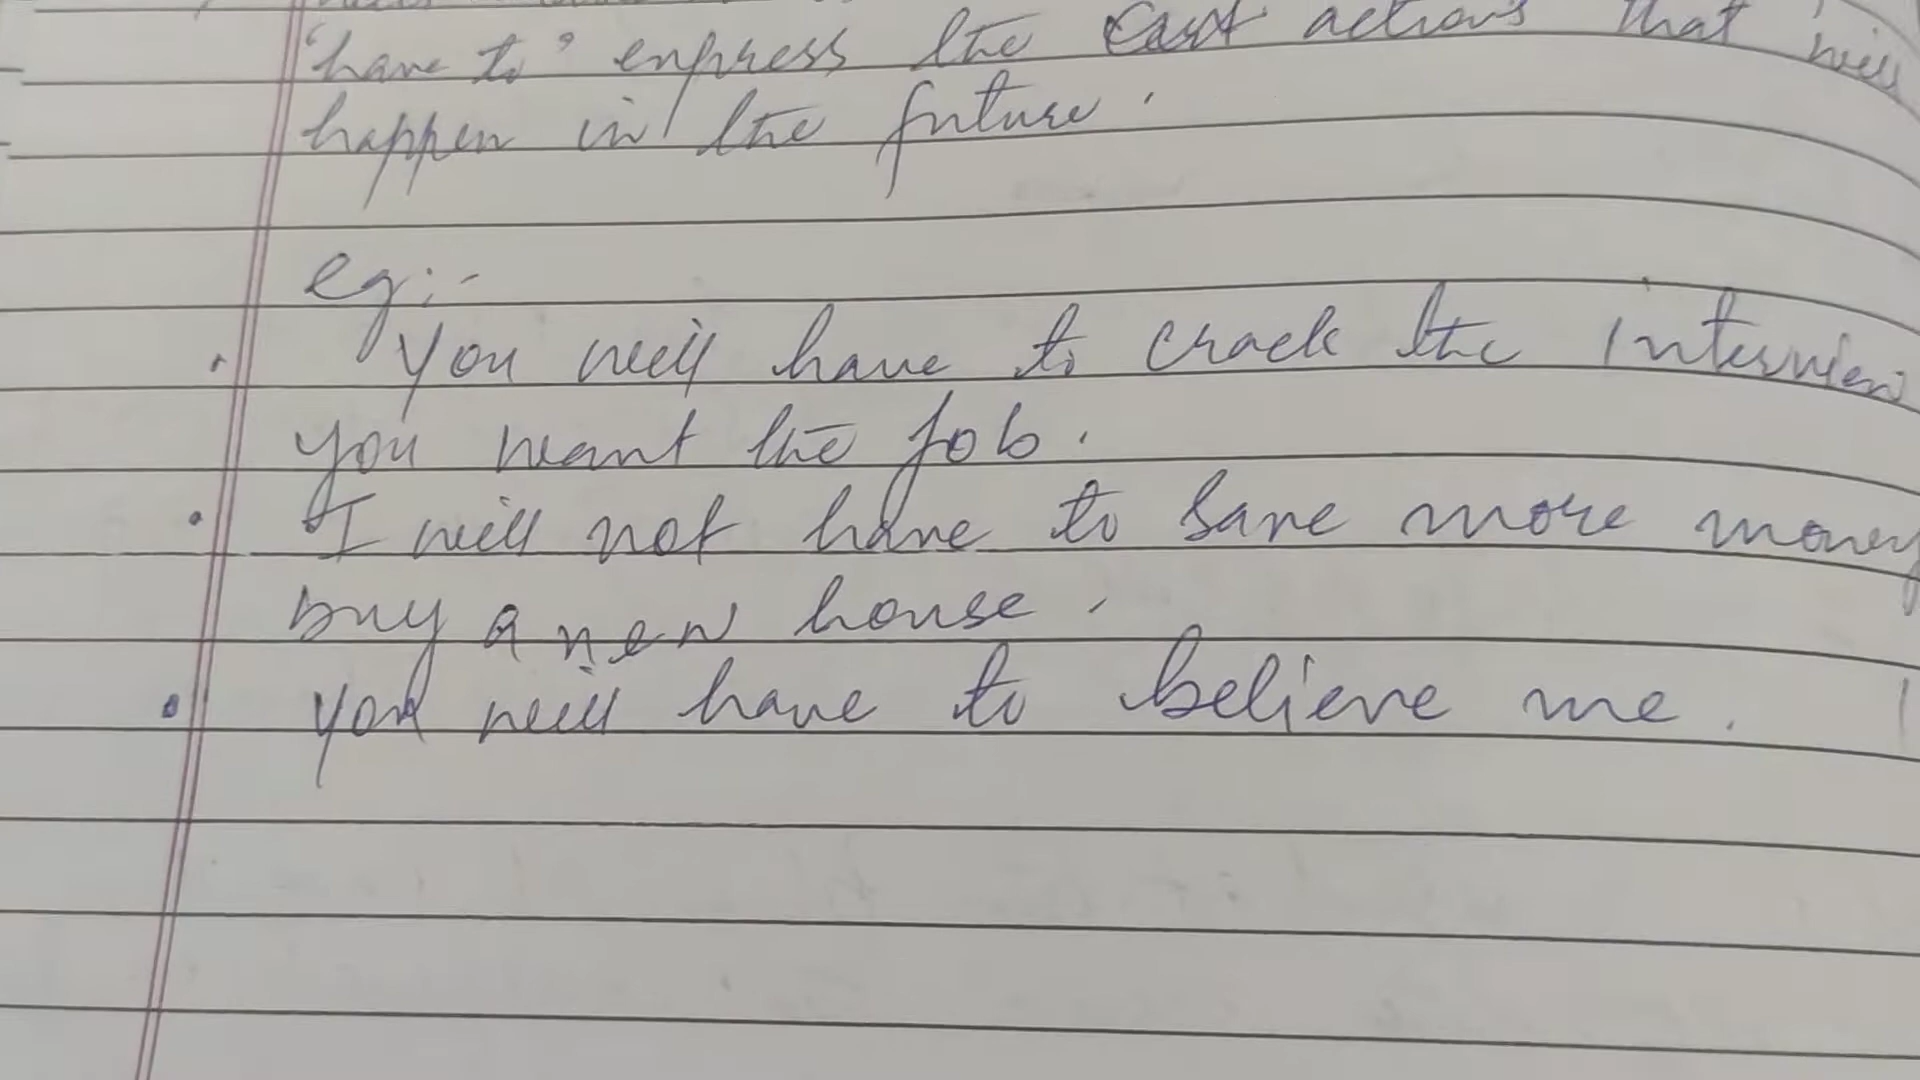 'have to' express the actions that will
happen in the future.
eg:-
You will have to crack the interview
you want the job.
I will not have to save more money
buy a new house.
you will have to believe me.